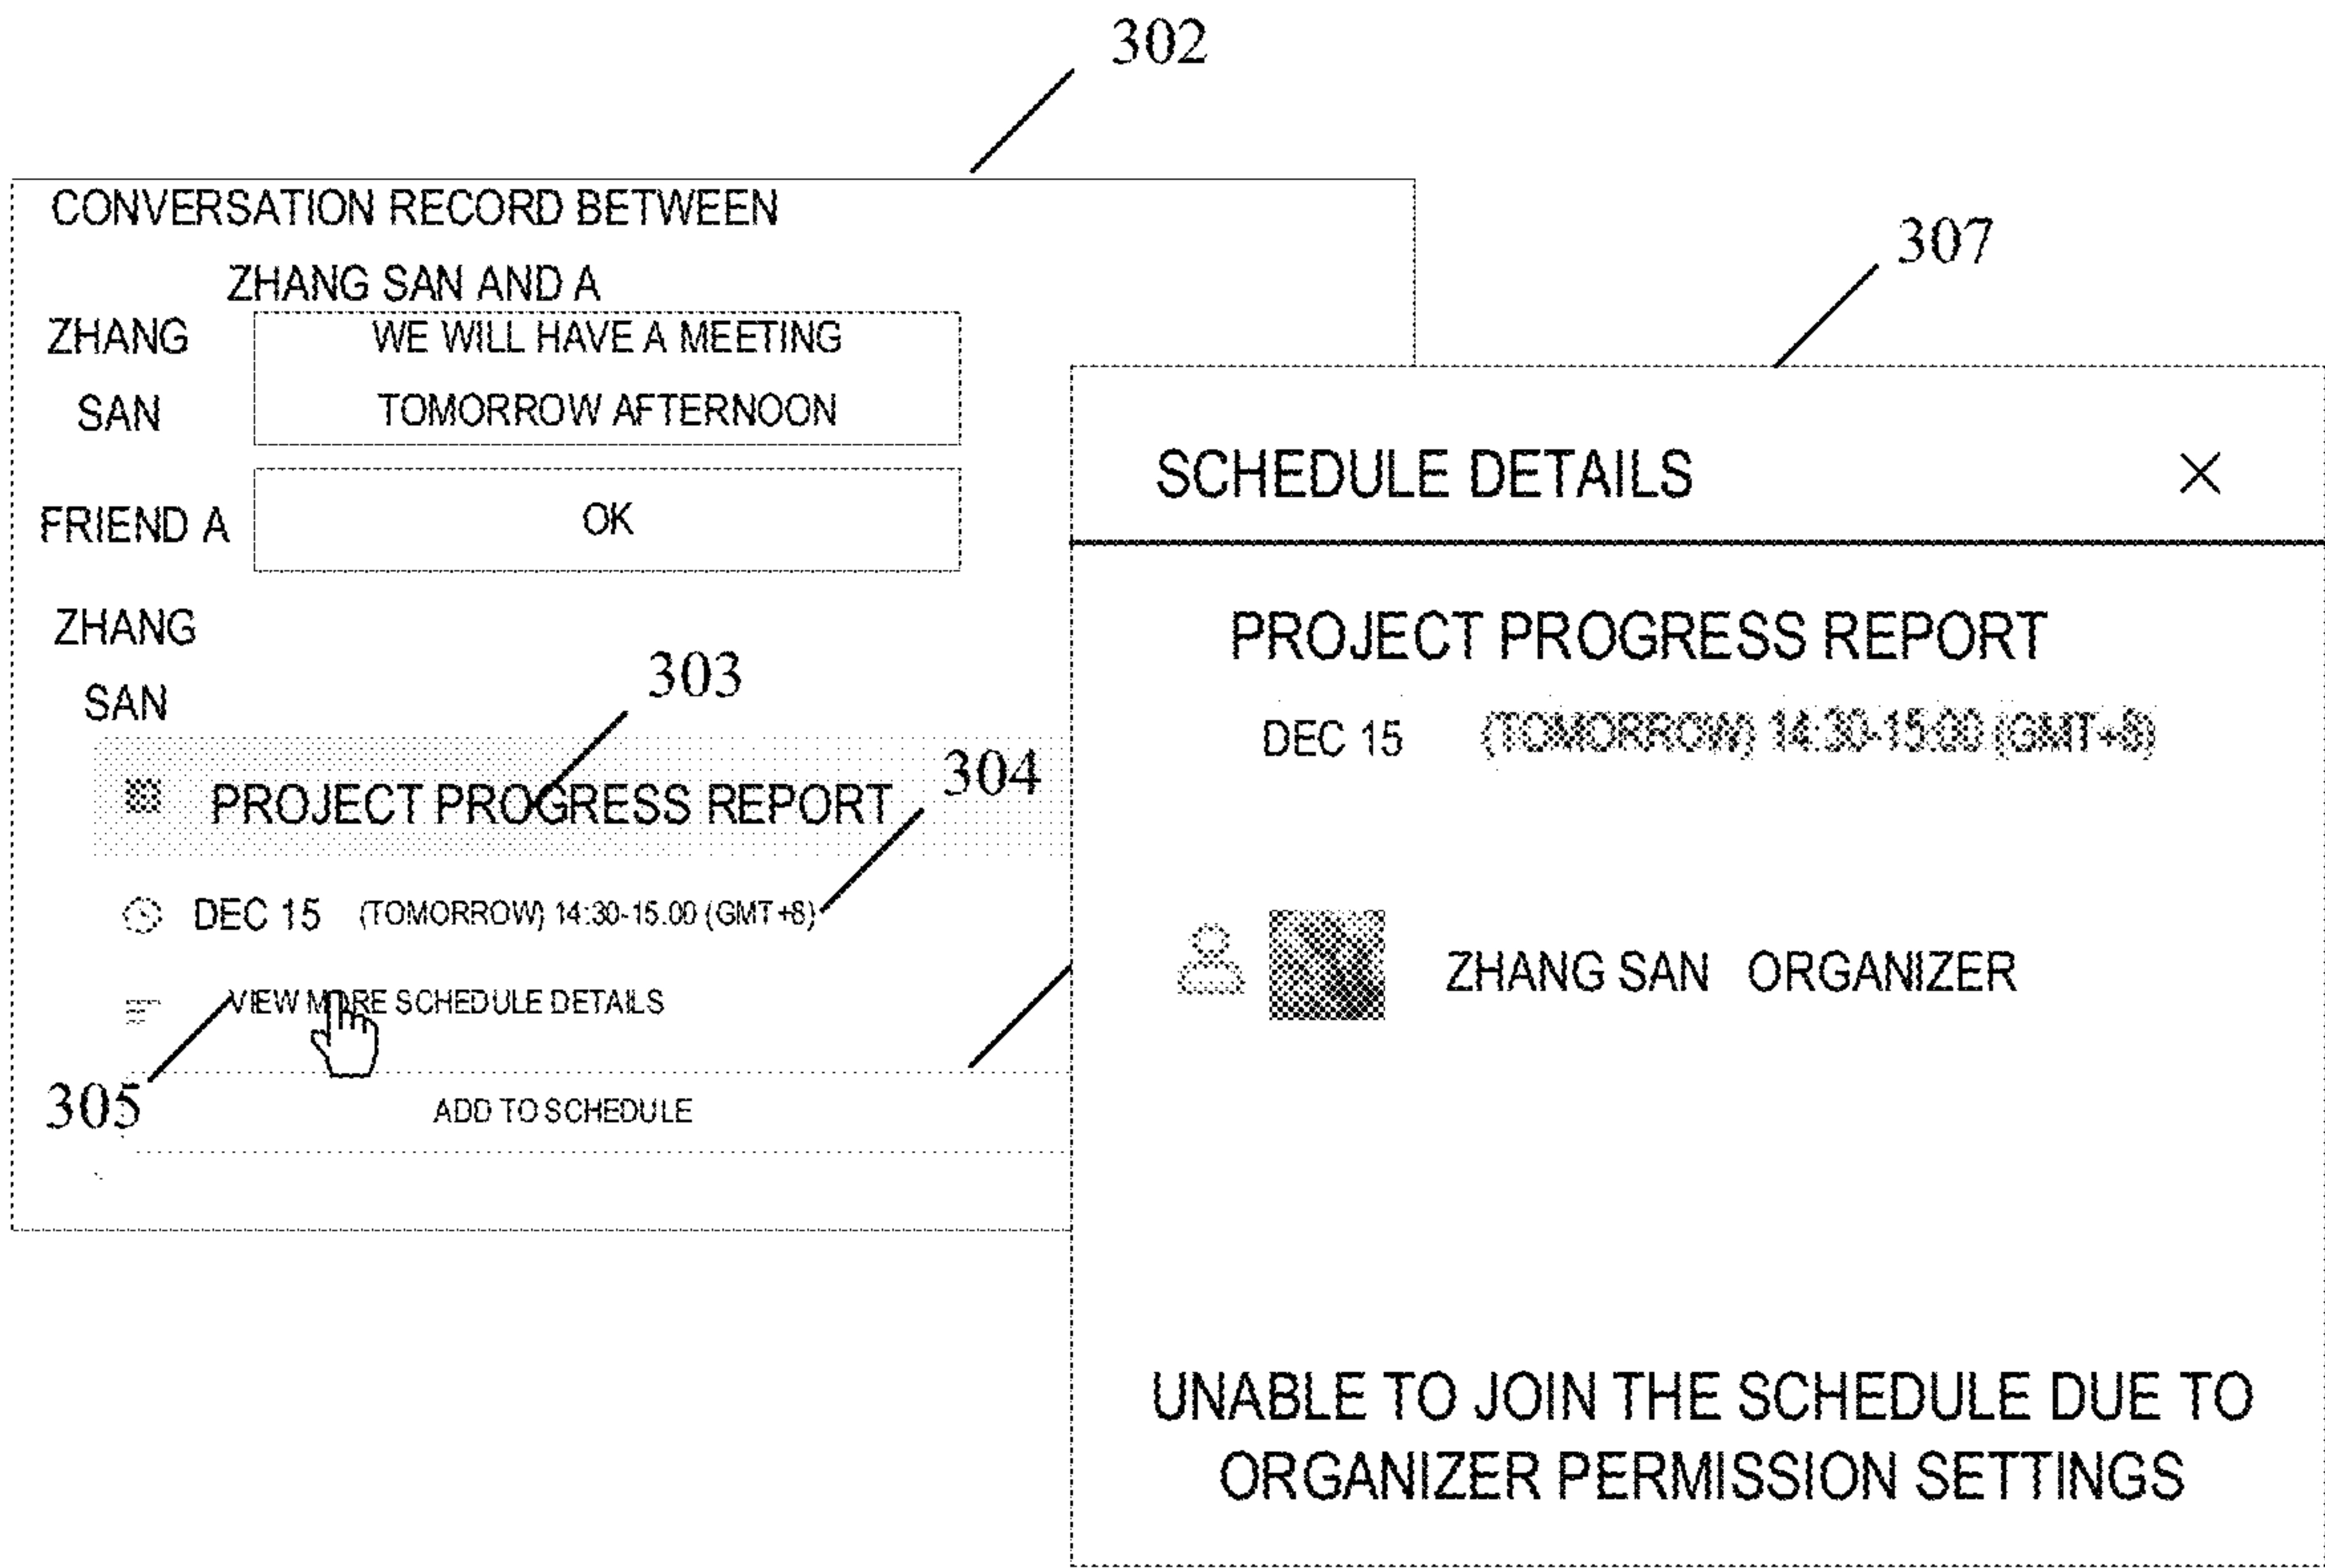 302
CONVERSATION RECORD BETWEEN
ZHANG SAN AND A
ZHANG
SAN
WE WILL HAVE A MEETING
TOMORROW AFTERNOON
FRIEND A
OK
ZHANG
SAN
303
PROJECT PROGRESS REPORT
304
DEC 15 (TOMORROW) 14:30-15.00 (GMT+8)
VIEW MORE SCHEDULE DETAILS
305
ADD TO SCHEDULE
307
SCHEDULE DETAILS ×
PROJECT PROGRESS REPORT
DEC 15 (TOMORROW) 14:30-15:00 (GMT+8)
ZHANG SAN ORGANIZER
UNABLE TO JOIN THE SCHEDULE DUE TO
ORGANIZER PERMISSION SETTINGS